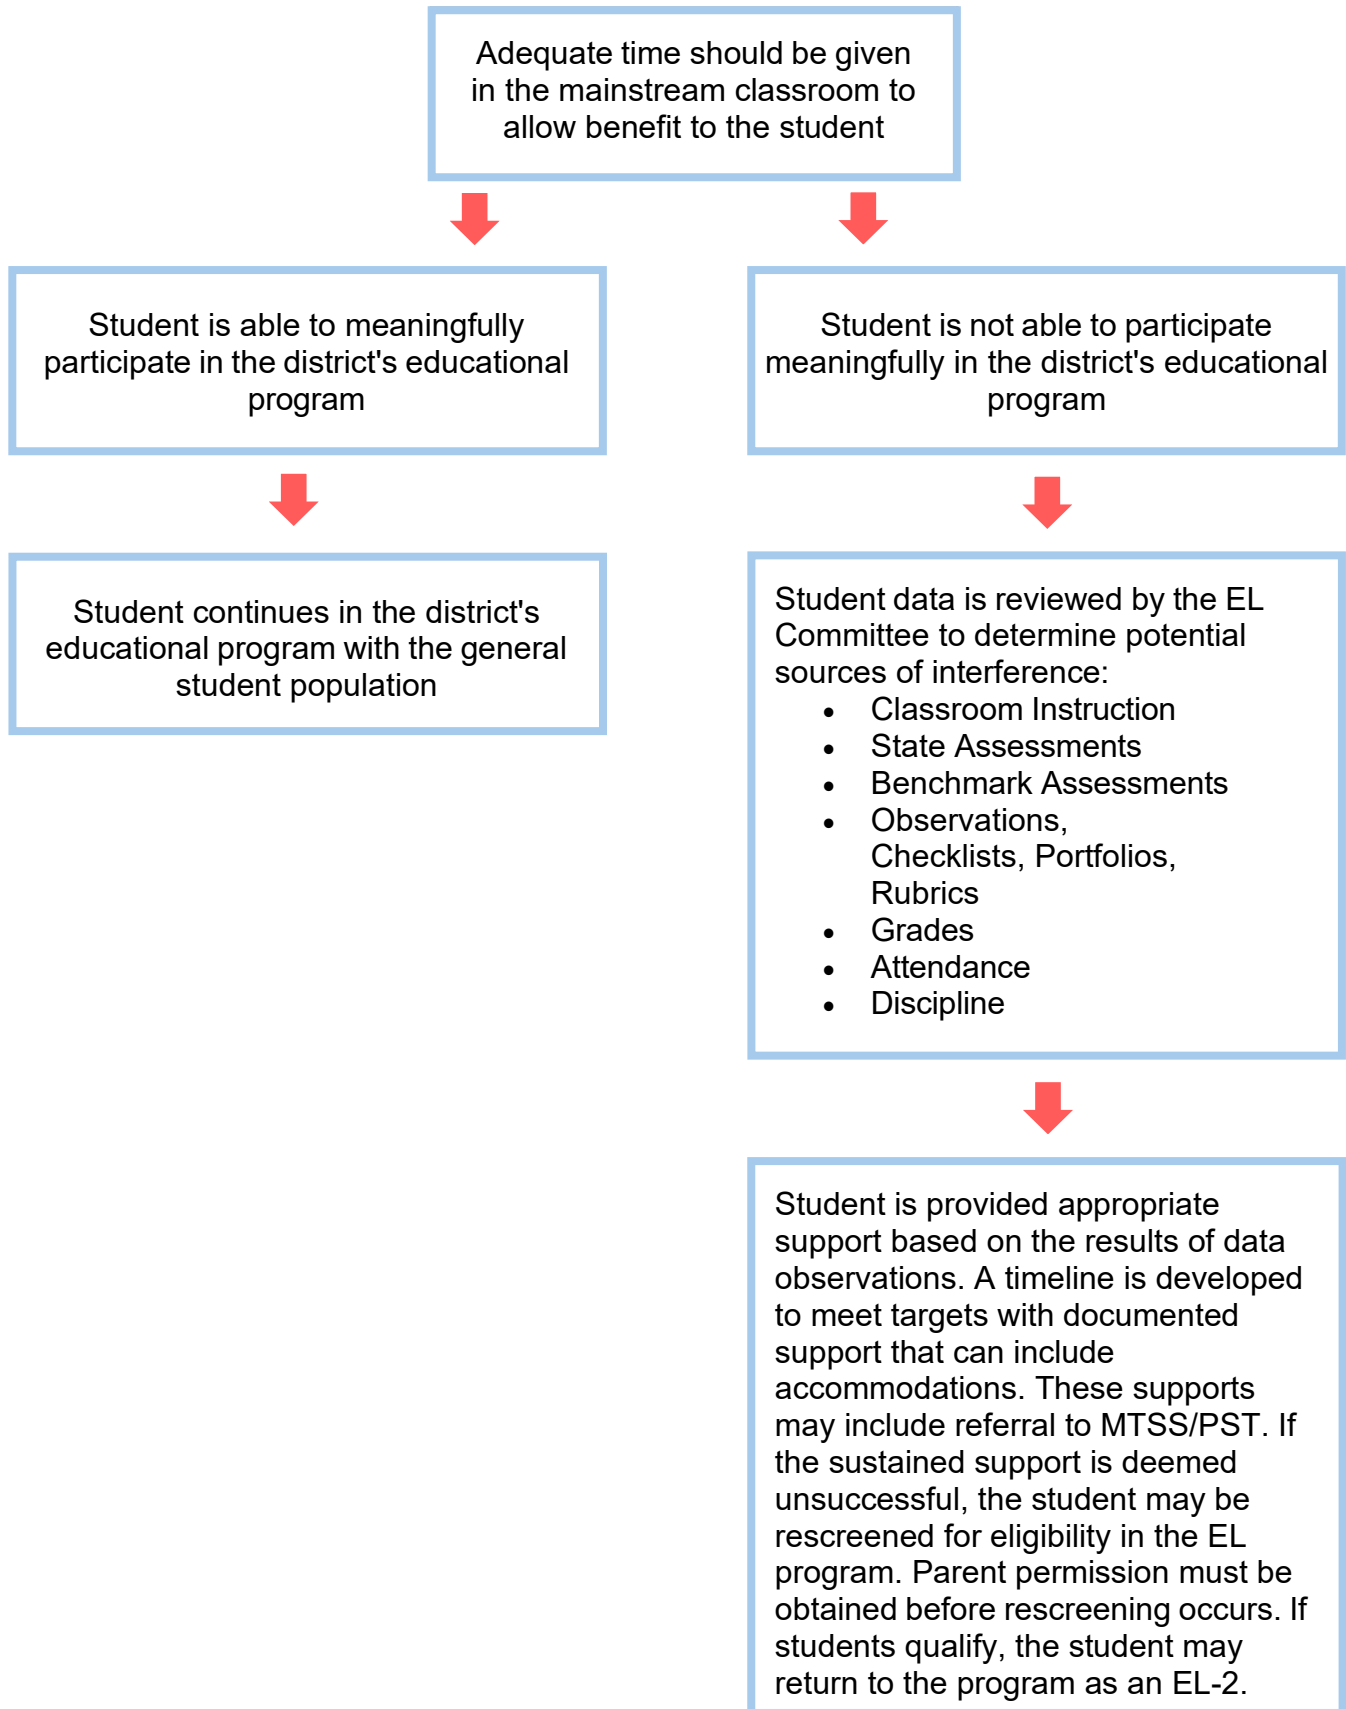 Adequate time should be given
in the mainstream classroom to
allow benefit to the student
Student is able to meaningfully
participate in the district's educational
program
Student is not able to participate
meaningfully in the district's educational
program
Student continues in the district's
educational program with the general
student population
Student data is reviewed by the EL
Committee to determine potential
sources of interference:
• Classroom Instruction
• State Assessments
• Benchmark Assessments
• Observations,
Checklists, Portfolios,
Rubrics
• Grades
• Attendance
• Discipline
Student is provided appropriate
support based on the results of data
observations. A timeline is developed
to meet targets with documented
support that can include
accommodations. These supports
may include referral to MTSS/PST. If
the sustained support is deemed
unsuccessful, the student may be
rescreened for eligibility in the EL
program. Parent permission must be
obtained before rescreening occurs. If
students qualify, the student may
return to the program as an EL-2.